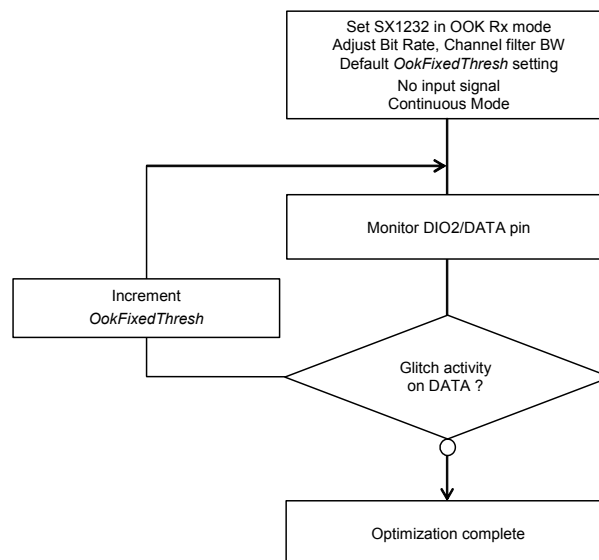 Set SX1232 in OOK Rx mode
Adjust Bit Rate, Channel filter BW
Default OokFixedThresh setting
No input signal
Continuous Mode
Monitor DIO2/DATA pin
Increment
OokFixedThresh
Glitch activity
on DATA ?
Optimization complete